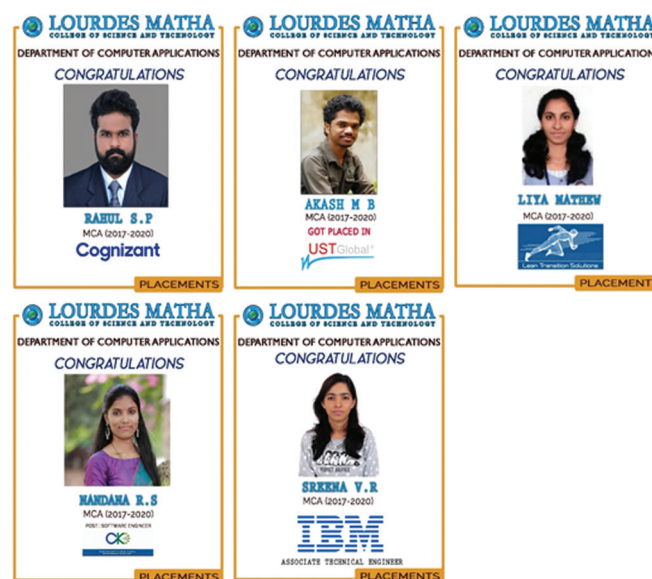 LOURDES MATHA
COLLEGE OF SCIENCE AND TECHNOLOGY
DEPARTMENT OF COMPUTER APPLICATIONS
CONGRATULATIONS
RAHUL S.P
MCA (2017-2020)
Cognizant
PLACEMENTS
LOURDES MATHA
COLLEGE OF SCIENCE AND TECHNOLOGY
DEPARTMENT OF COMPUTER APPLICATIONS
CONGRATULATIONS
AKASH M B
MCA (2017-2020)
GOT PLACED IN
UST Global
PLACEMENTS
LOURDES MATHA
COLLEGE OF SCIENCE AND TECHNOLOGY
DEPARTMENT OF COMPUTER APPLICATION
CONGRATULATIONS
LIYA MATHEW
MCA (2017-2020)
Lean Transition Solutions
PLACEMENT
LOURDES MATHA
COLLEGE OF SCIENCE AND TECHNOLOGY
DEPARTMENT OF COMPUTER APPLICATIONS
CONGRATULATIONS
NANDANA R.S
MCA (2017-2020)
POST: SOFTWARE ENGINEER
PLACEMENTS
LOURDES MATHA
COLLEGE OF SCIENCE AND TECHNOLOGY
DEPARTMENT OF COMPUTER APPLICATIONS
CONGRATULATIONS
SREENA V.R
MCA (2017-2020)
IBM
ASSOCIATE TECHNICAL ENGINEER
PLACEMENTS